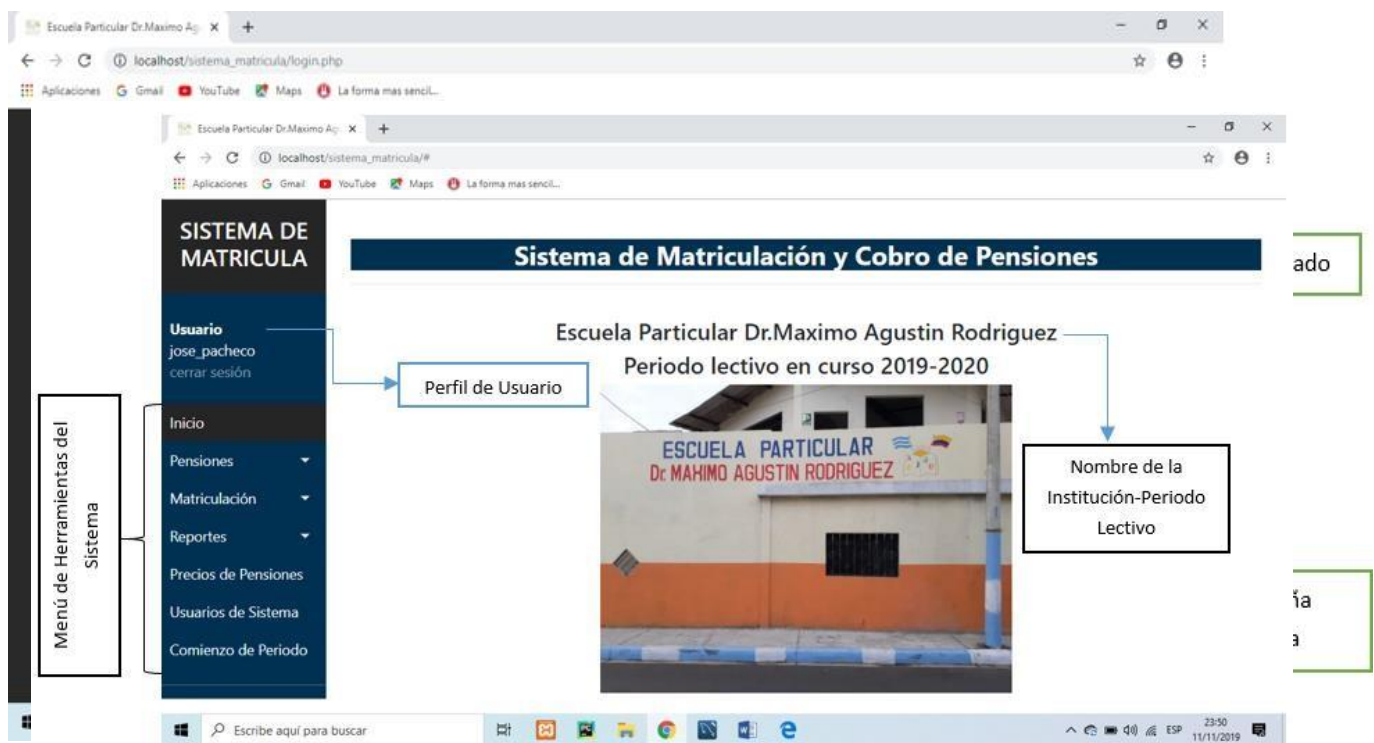 Escuela Particular Dr.Maximo Ag
localhost/sistema_matricula/login.php
Aplicaciones Gmail YouTube Maps La forma mas sencil...
Escuela Particular Dr.Maximo Ag
localhost/sistema_matricula/#
Aplicaciones Gmail YouTube Maps La forma mas sencil...
SISTEMA DE
MATRICULA
Sistema de Matriculación y Cobro de Pensiones
ado
Usuario
jose_pacheco
cerrar sesión
Perfil de Usuario
Escuela Particular Dr.Maximo Agustin Rodriguez
Periodo lectivo en curso 2019-2020
ESCUELA PARTICULAR
Dr. MAHIMO AGUSTIN RODRIGUEZ
Nombre de la
Institución-Periodo
Lectivo
Menú de Herramientas del
Sistema
Inicio
Pensiones
Matriculación
Reportes
Precios de Pensiones
Usuarios de Sistema
Comienzo de Periodo
ña
a
Escribe aquí para buscar
ESP
23:50
11/11/2019